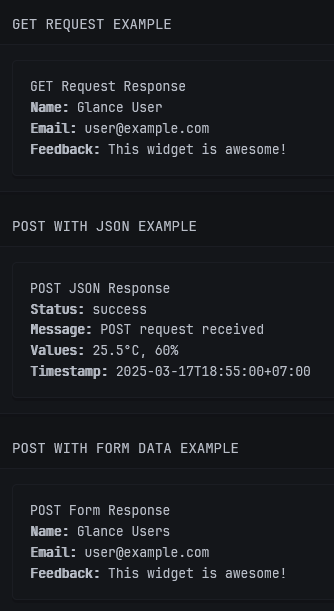 GET REQUEST EXAMPLE
GET Request Response
Name: Glance User
Email: user@example.com
Feedback: This widget is awesome!
POST WITH JSON EXAMPLE
POST JSON Response
Status: success
Message: POST request received
Values: 25.5°C, 60%
Timestamp: 2025-03-17T18:55:00+07:00
POST WITH FORM DATA EXAMPLE
POST Form Response
Name: Glance Users
Email: user@example.com
Feedback: This widget is awesome!